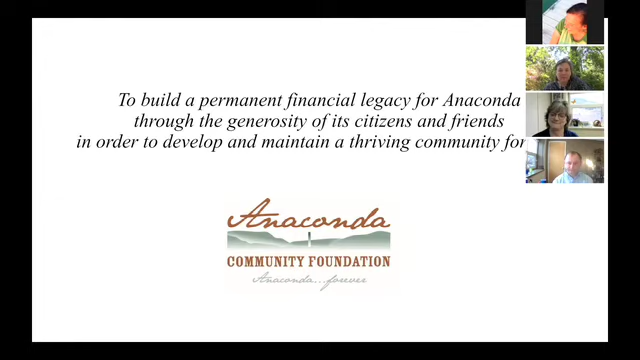 To build a permanent financial legacy for Anaconda
through the generosity of its citizens and friends
in order to develop and maintain a thriving community for
Anaconda
COMMUNITY FOUNDATION
Anaconda...forever